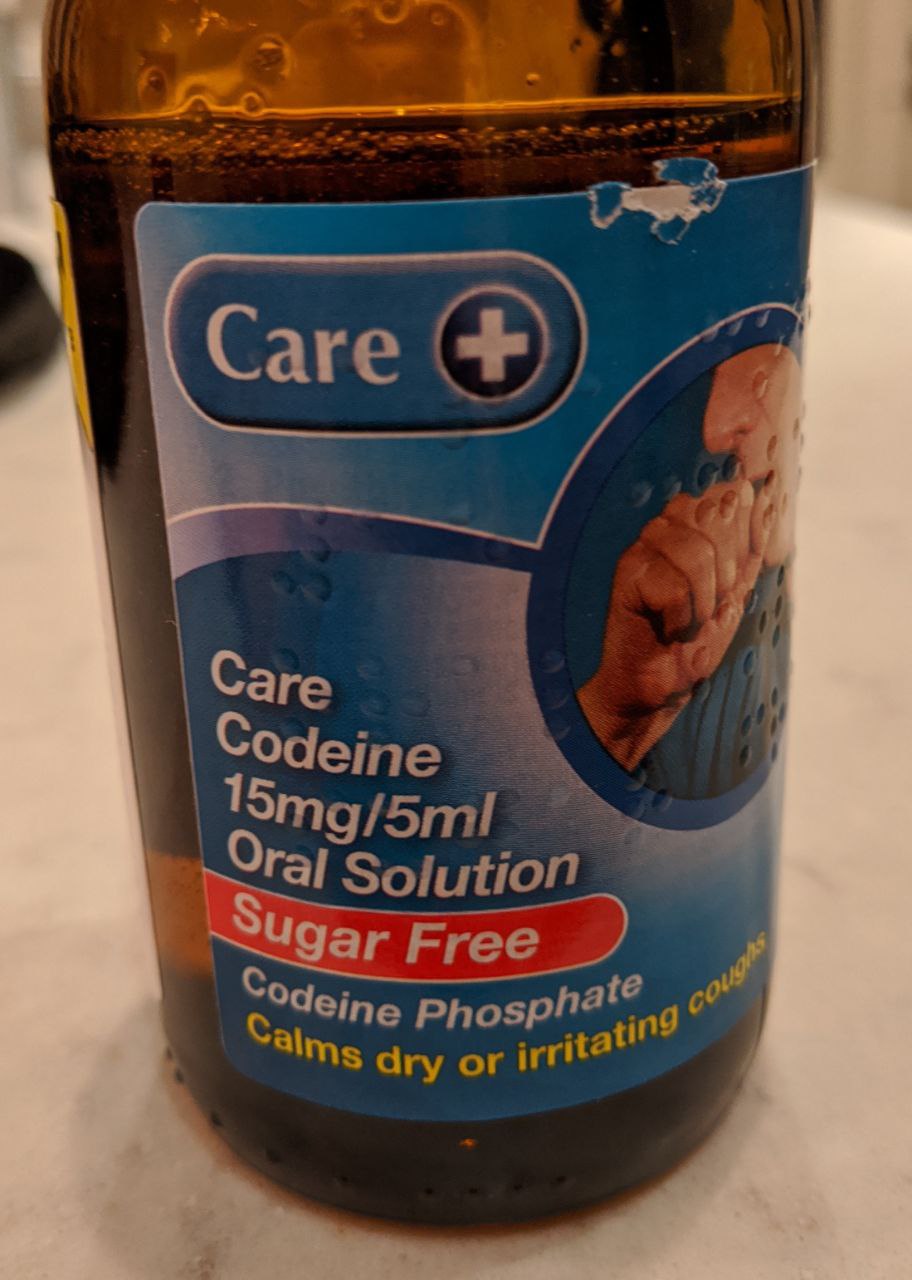 Care
Care
Codeine
15mg/5ml
Oral Solution
Sugar Free
Codeine Phosphate
Calms dry or irritating coughs